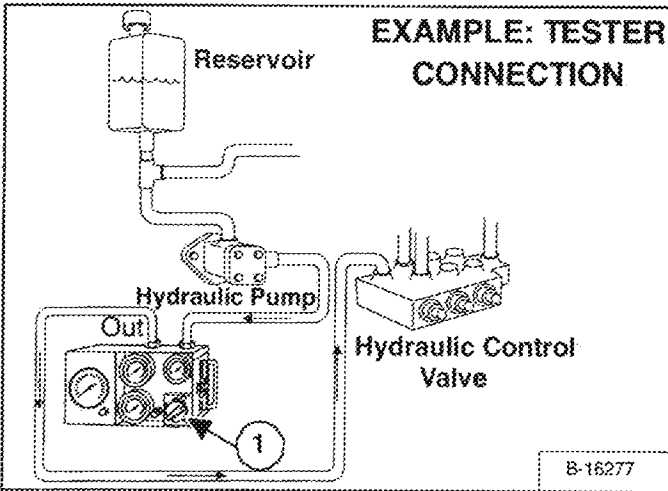 EXAMPLE: TESTER
CONNECTION
Reservoir
Hydraulic Pump
Out
Hydraulic Control
Valve
1
B-16277